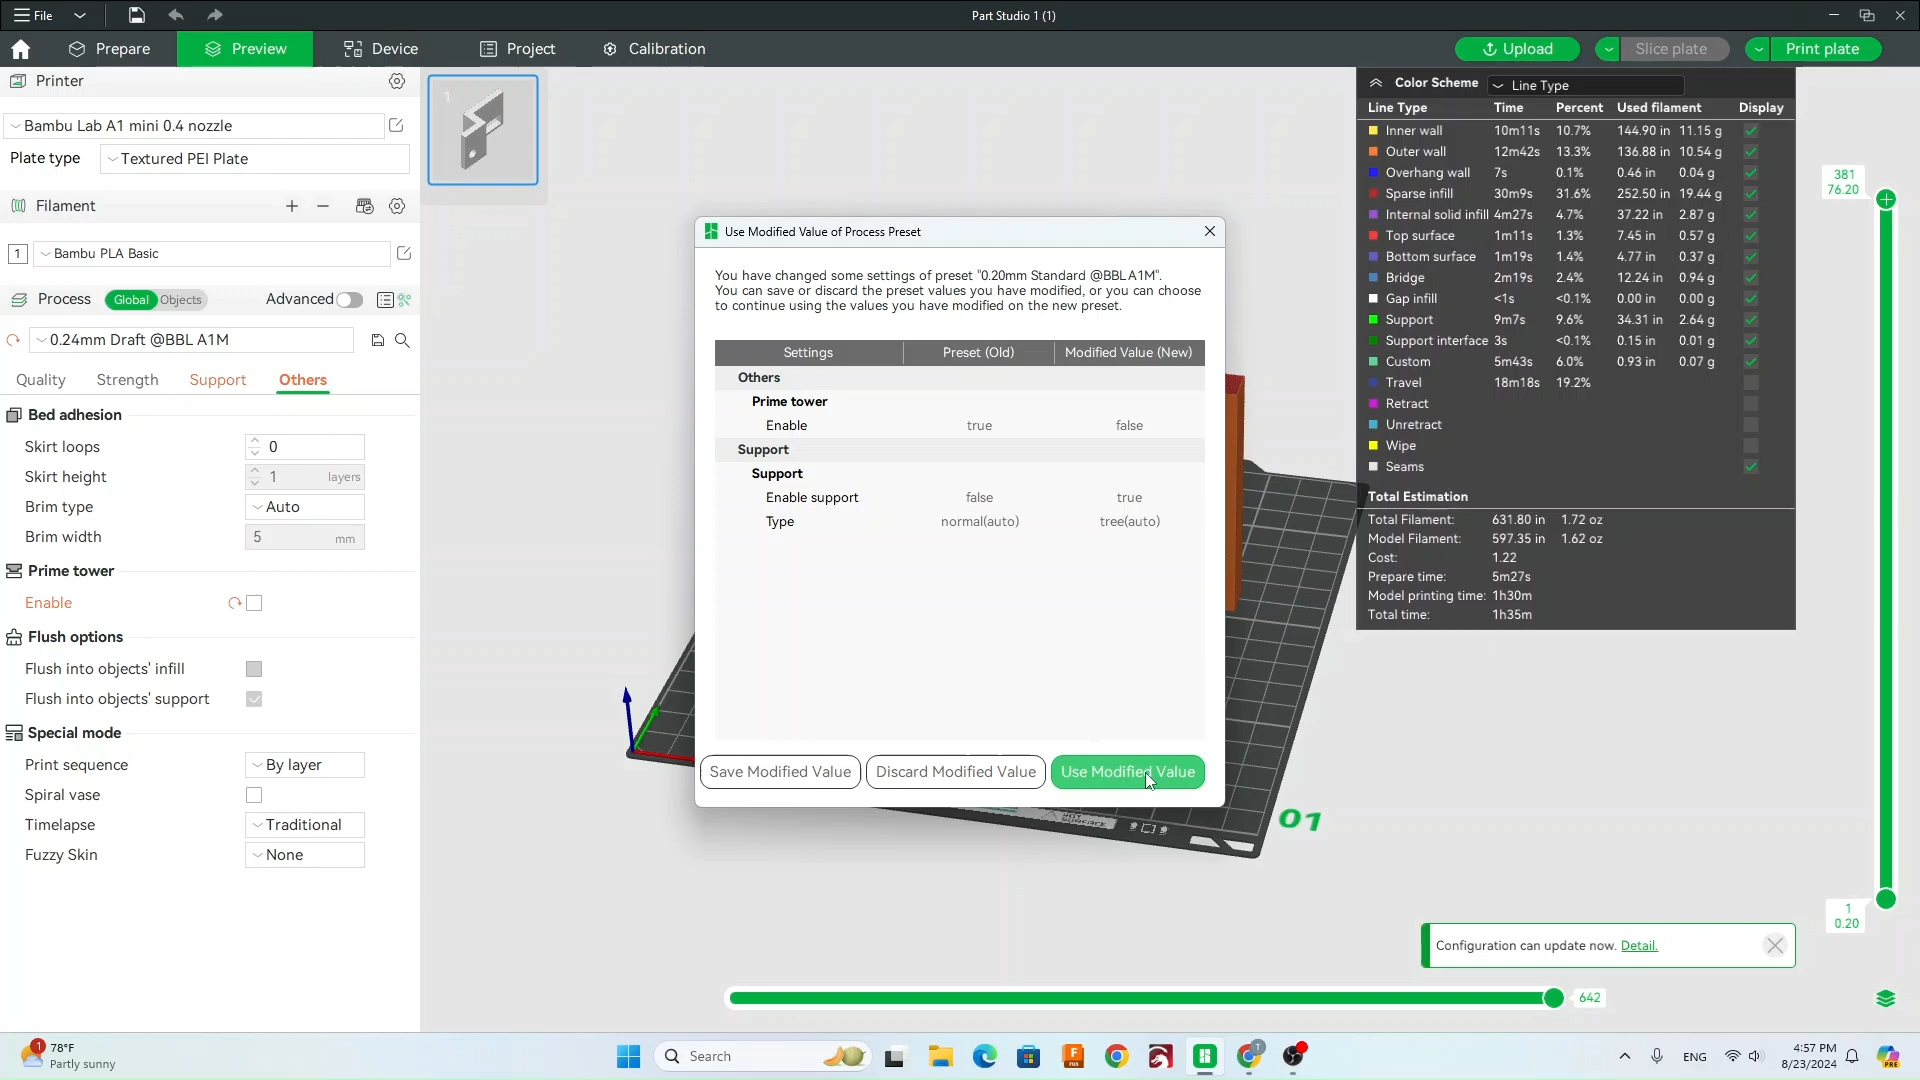 File
Part Studio 1 (1)
Prepare
Preview
Device
Project
Calibration
Upload
Slice plate
Print plate
Printer
Bambu Lab A1 mini 0.4 nozzle
Plate type
Textured PEI Plate
Filament
1 Bambu PLA Basic
Process Global Objects Advanced
0.24mm Draft @BBL A1M
Quality Strength Support Others
Bed adhesion
Skirt loops 0
Skirt height 1 layers
Brim type Auto
Brim width 5 mm
Prime tower
Enable
Flush options
Flush into objects' infill
Flush into objects' support
Special mode
Print sequence By layer
Spiral vase
Timelapse Traditional
Fuzzy Skin None
1
Use Modified Value of Process Preset
You have changed some settings of preset "0.20mm Standard @BBL A1M".
You can save or discard the preset values you have modified, or you can choose
to continue using the values you have modified on the new preset.
Settings Preset (Old) Modified Value (New)
Others
Prime tower
Enable true false
Support
Support
Enable support false true
Type normal(auto) tree(auto)
Save Modified Value Discard Modified Value Use Modified Value
HOT
SURFACE
01
Color Scheme Line Type
Line Type Time Percent Used filament Display
Inner wall 10m11s 10.7% 144.90 in 11.15 g
Outer wall 12m42s 13.3% 136.88 in 10.54 g
Overhang wall 7s 0.1% 0.46 in 0.04 g
Sparse infill 30m9s 31.6% 252.50 in 19.44 g
Internal solid infill 4m27s 4.7% 37.22 in 2.87 g
Top surface 1m11s 1.3% 7.45 in 0.57 g
Bottom surface 1m19s 1.4% 4.77 in 0.37 g
Bridge 2m19s 2.4% 12.24 in 0.94 g
Gap infill <1s <0.1% 0.00 in 0.00 g
Support 9m7s 9.6% 34.31 in 2.64 g
Support interface 3s <0.1% 0.15 in 0.01 g
Custom 5m43s 6.0% 0.93 in 0.07 g
Travel 18m18s 19.2%
Retract
Unretract
Wipe
Seams
Total Estimation
Total Filament: 631.80 in 1.72 oz
Model Filament: 597.35 in 1.62 oz
Cost: 1.22
Prepare time: 5m27s
Model printing time: 1h30m
Total time: 1h35m
381
76.20
1
0.20
Configuration can update now. Detail.
642
1
78°F
Partly sunny
Search
F
FUS
T
ENG
4:57 PM
8/23/2024
PRE